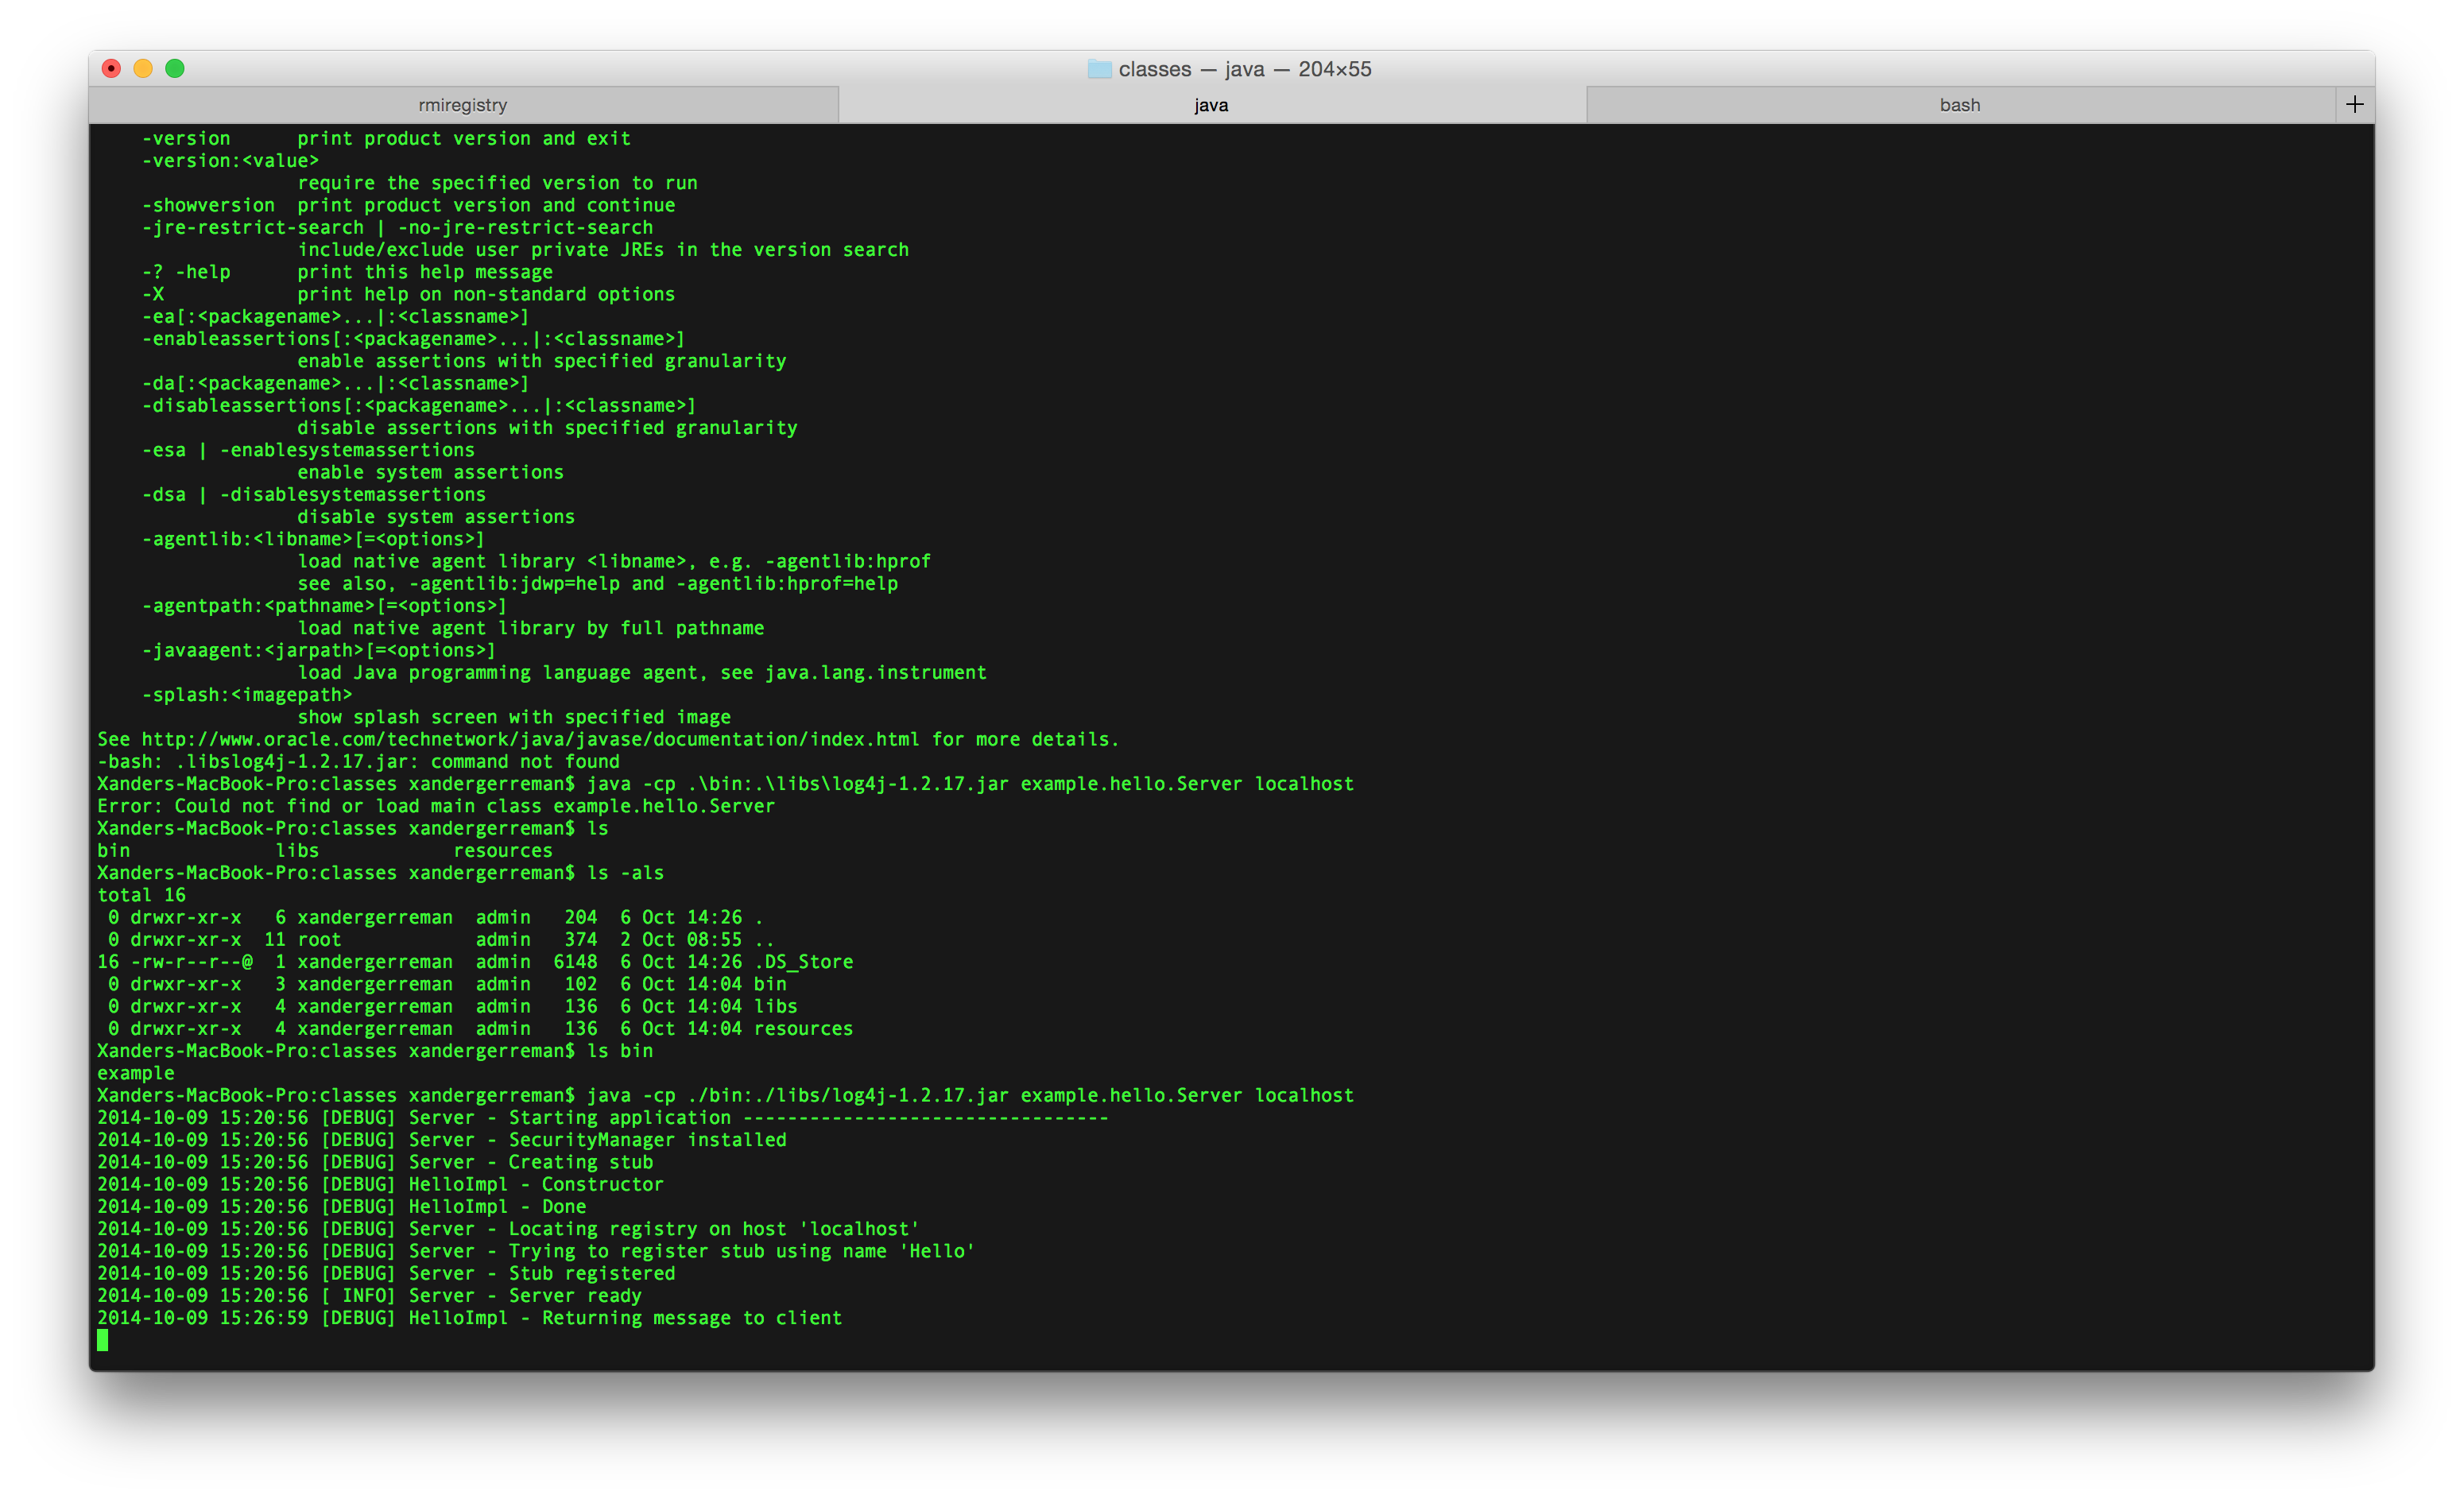 classes — java — 204×55
rmiregistry java bash +
-version print product version and exit
-version:<value>
require the specified version to run
-showversion print product version and continue
-jre-restrict-search | -no-jre-restrict-search
include/exclude user private JREs in the version search
-? -help print this help message
-X print help on non-standard options
-ea[:<packagename>...|:<classname>]
-enableassertions[:<packagename>...|:<classname>]
enable assertions with specified granularity
-da[:<packagename>...|:<classname>]
-disableassertions[:<packagename>...|:<classname>]
disable assertions with specified granularity
-esa | -enablesystemassertions
enable system assertions
-dsa | -disablesystemassertions
disable system assertions
-agentlib:<libname>[=<options>]
load native agent library <libname>, e.g. -agentlib:hprof
see also, -agentlib:jdwp=help and -agentlib:hprof=help
-agentpath:<pathname>[=<options>]
load native agent library by full pathname
-javaagent:<jarpath>[=<options>]
load Java programming language agent, see java.lang.instrument
-splash:<imagepath>
show splash screen with specified image
See http://www.oracle.com/technetwork/java/javase/documentation/index.html for more details.
-bash: .libslog4j-1.2.17.jar: command not found
Xanders-MacBook-Pro:classes xandergerreman$ java -cp .\bin:.\libs\log4j-1.2.17.jar example.hello.Server localhost
Error: Could not find or load main class example.hello.Server
Xanders-MacBook-Pro:classes xandergerreman$ ls
bin libs resources
Xanders-MacBook-Pro:classes xandergerreman$ ls -als
total 16
0 drwxr-xr-x 6 xandergerreman admin 204 6 Oct 14:26 .
0 drwxr-xr-x 11 root admin 374 2 Oct 08:55 ..
16 -rw-r--r--@ 1 xandergerreman admin 6148 6 Oct 14:26 .DS_Store
0 drwxr-xr-x 3 xandergerreman admin 102 6 Oct 14:04 bin
0 drwxr-xr-x 4 xandergerreman admin 136 6 Oct 14:04 libs
0 drwxr-xr-x 4 xandergerreman admin 136 6 Oct 14:04 resources
Xanders-MacBook-Pro:classes xandergerreman$ ls bin
example
Xanders-MacBook-Pro:classes xandergerreman$ java -cp ./bin:./libs/log4j-1.2.17.jar example.hello.Server localhost
2014-10-09 15:20:56 [DEBUG] Server - Starting application ---------------------------------
2014-10-09 15:20:56 [DEBUG] Server - SecurityManager installed
2014-10-09 15:20:56 [DEBUG] Server - Creating stub
2014-10-09 15:20:56 [DEBUG] HelloImpl - Constructor
2014-10-09 15:20:56 [DEBUG] HelloImpl - Done
2014-10-09 15:20:56 [DEBUG] Server - Locating registry on host 'localhost'
2014-10-09 15:20:56 [DEBUG] Server - Trying to register stub using name 'Hello'
2014-10-09 15:20:56 [DEBUG] Server - Stub registered
2014-10-09 15:20:56 [ INFO] Server - Server ready
2014-10-09 15:26:59 [DEBUG] HelloImpl - Returning message to client